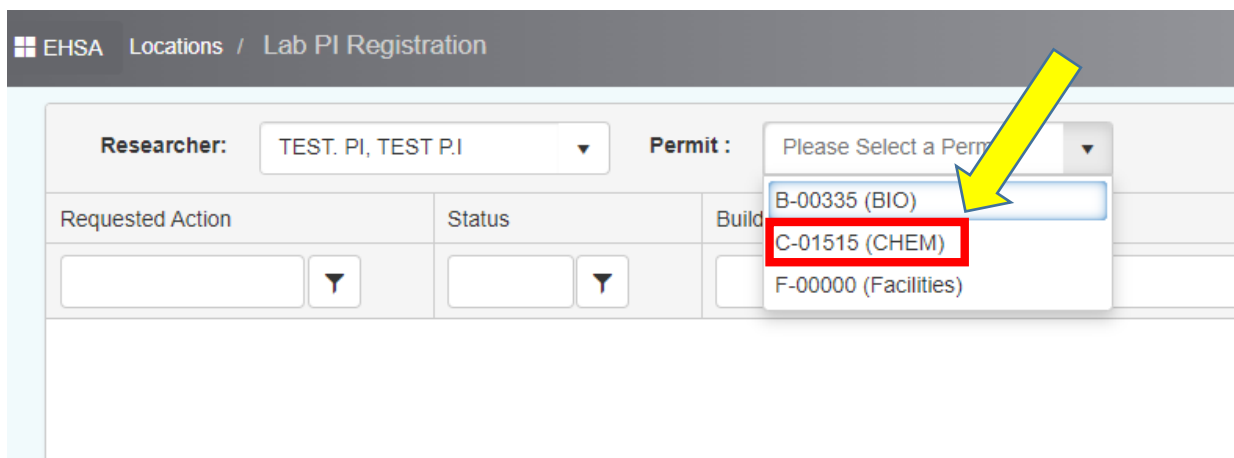 EHSA Locations / Lab PI Registration
Researcher: TEST. PI, TEST P.I Permit : Please Select a Perm
B-00335 (BIO)
Requested Action Status Build
C-01515 (CHEM)
F-00000 (Facilities)